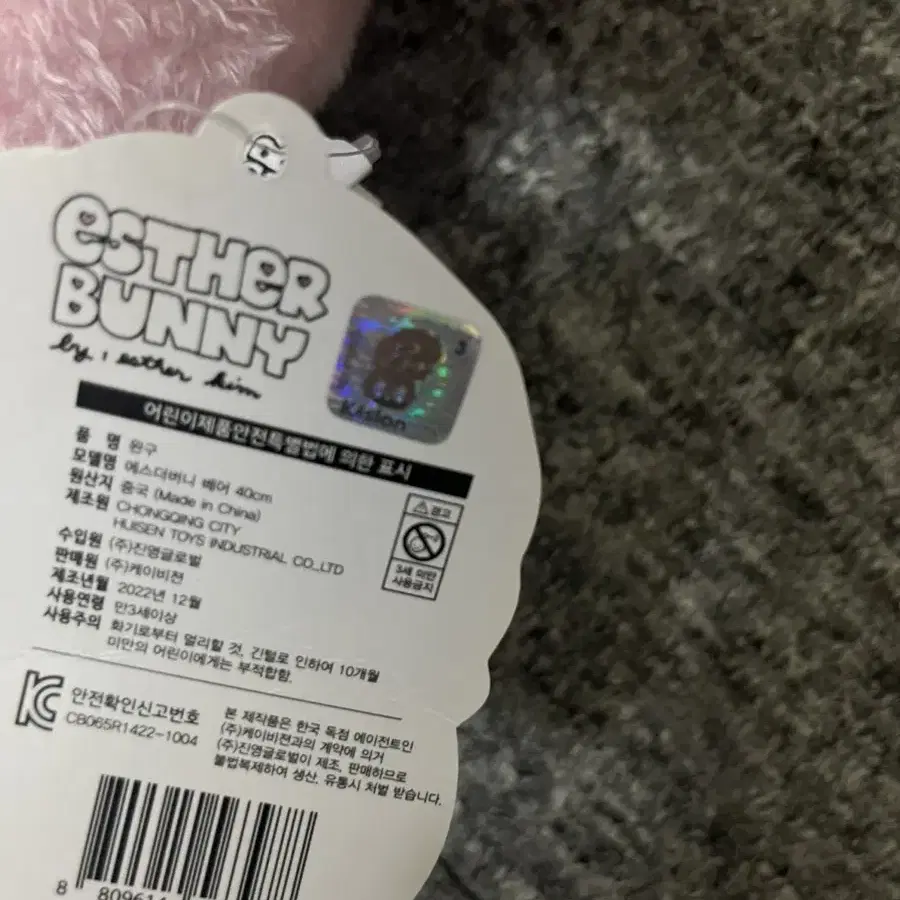 esTHer
BUNNY
by : esther kim
3
K/sion
어린이제품안전특별법에 의한 표시
품 명 완구
모델명 에스더버니 베어 40cm
원산지 중국 (Made in China)
제조원 CHONGQING CITY
HUISEN TOYS INDUSTRIAL CO.,LTD
수입원 (주)진영글로벌
판매원 (주)케이비젼
제조년월 2022년 12월
사용연령 만3세이상
사용주의 화기로부터 멀리할 것, 긴털로 인하여 10개월
미만의 어린이에게는 부적합함.
경고
3세 미만
사용금지
안전확인신고번호
CB065R1422-1004
본 제작품은 한국 독점 에이전트인
(주)케이비젼과의 계약에 의거
(주)진영글로벌이 제조, 판매하므로
불법복제하여 생산, 유통시 처벌 받습니다.
8 809614